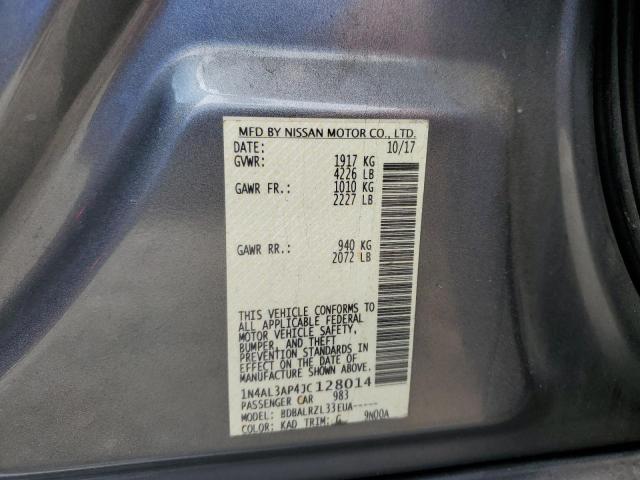 MFD BY NISSAN MOTOR CO., LTD.
DATE: 10/17
GVWR: 1917 KG
4226 LB
GAWR FR.: 1010 KG
2227 LB
GAWR RR.: 940 KG
2072 LB
THIS VEHICLE CONFORMS TO
ALL APPLICABLE FEDERAL
MOTOR VEHICLE SAFETY,
BUMPER, AND THEFT
PREVENTION STANDARDS IN
EFFECT ON THE DATE OF
MANUFACTURE SHOWN ABOVE.
1N4AL3AP4JC128014
PASSENGER CAR 983
MODEL: BDBALRZL33EUA-
COLOR: KAD TRIM: G 9N00A